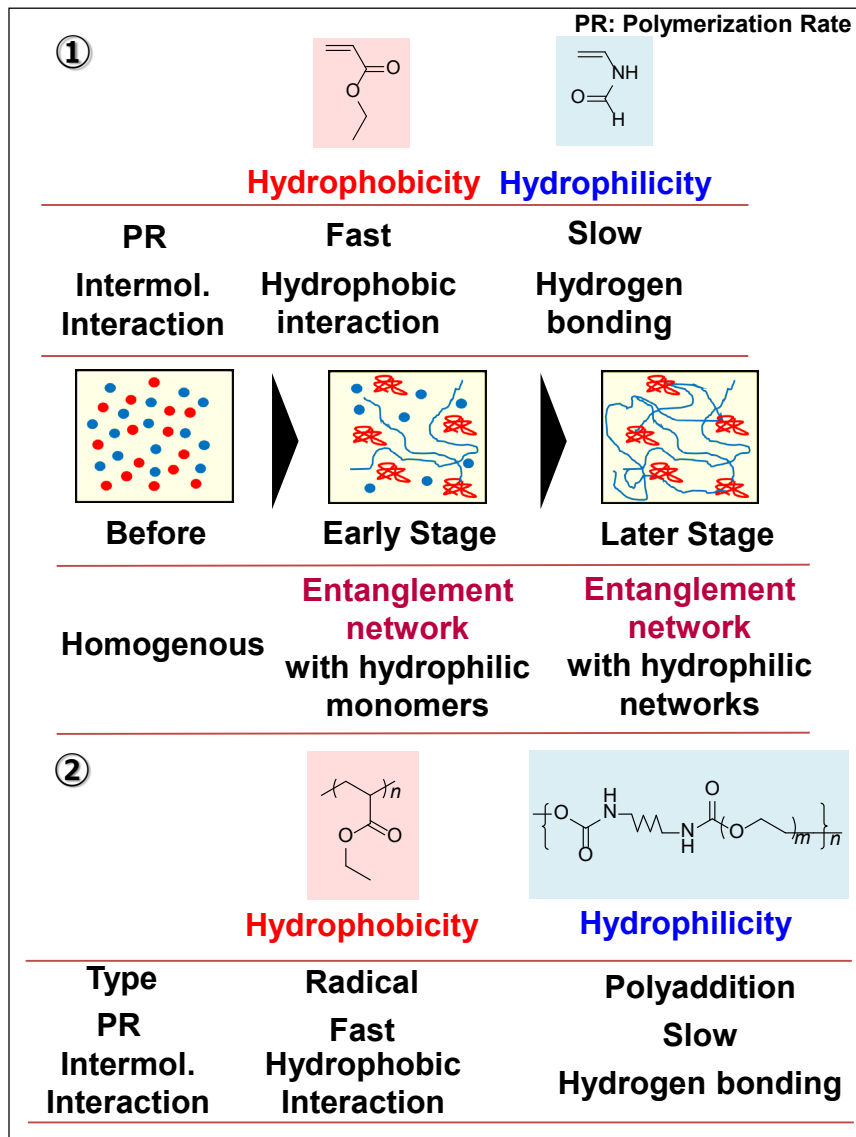 PR: Polymerization Rate
①
O
O
NH
O
H
Hydrophobicity Hydrophilicity
PR Fast Slow
Intermol. Hydrophobic Hydrogen
Interaction interaction bonding
Before Early Stage Later Stage
Homogenous
Entanglement
network
with hydrophilic
monomers
Entanglement
network
with hydrophilic
networks
②
n
O
O
O
O
H
N
N
H
O
O
m
n
Hydrophobicity Hydrophilicity
Type Radical Polyaddition
PR Fast Slow
Intermol.
Interaction
Hydrophobic
Interaction
Hydrogen bonding